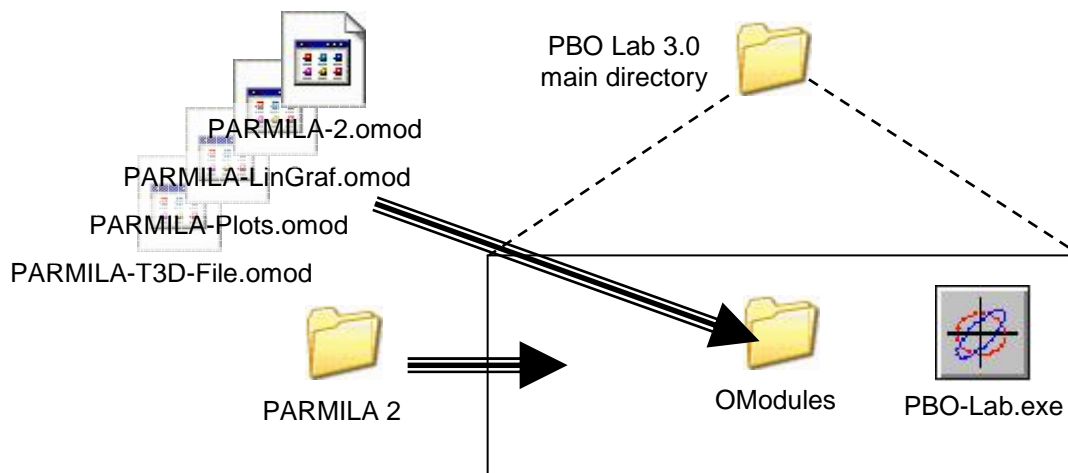 PBO Lab 3.0
main directory
PARMILA-2.omod
PARMILA-LinGraf.omod
PARMILA-Plots.omod
PARMILA-T3D-File.omod
PARMILA 2
OModules
PBO-Lab.exe